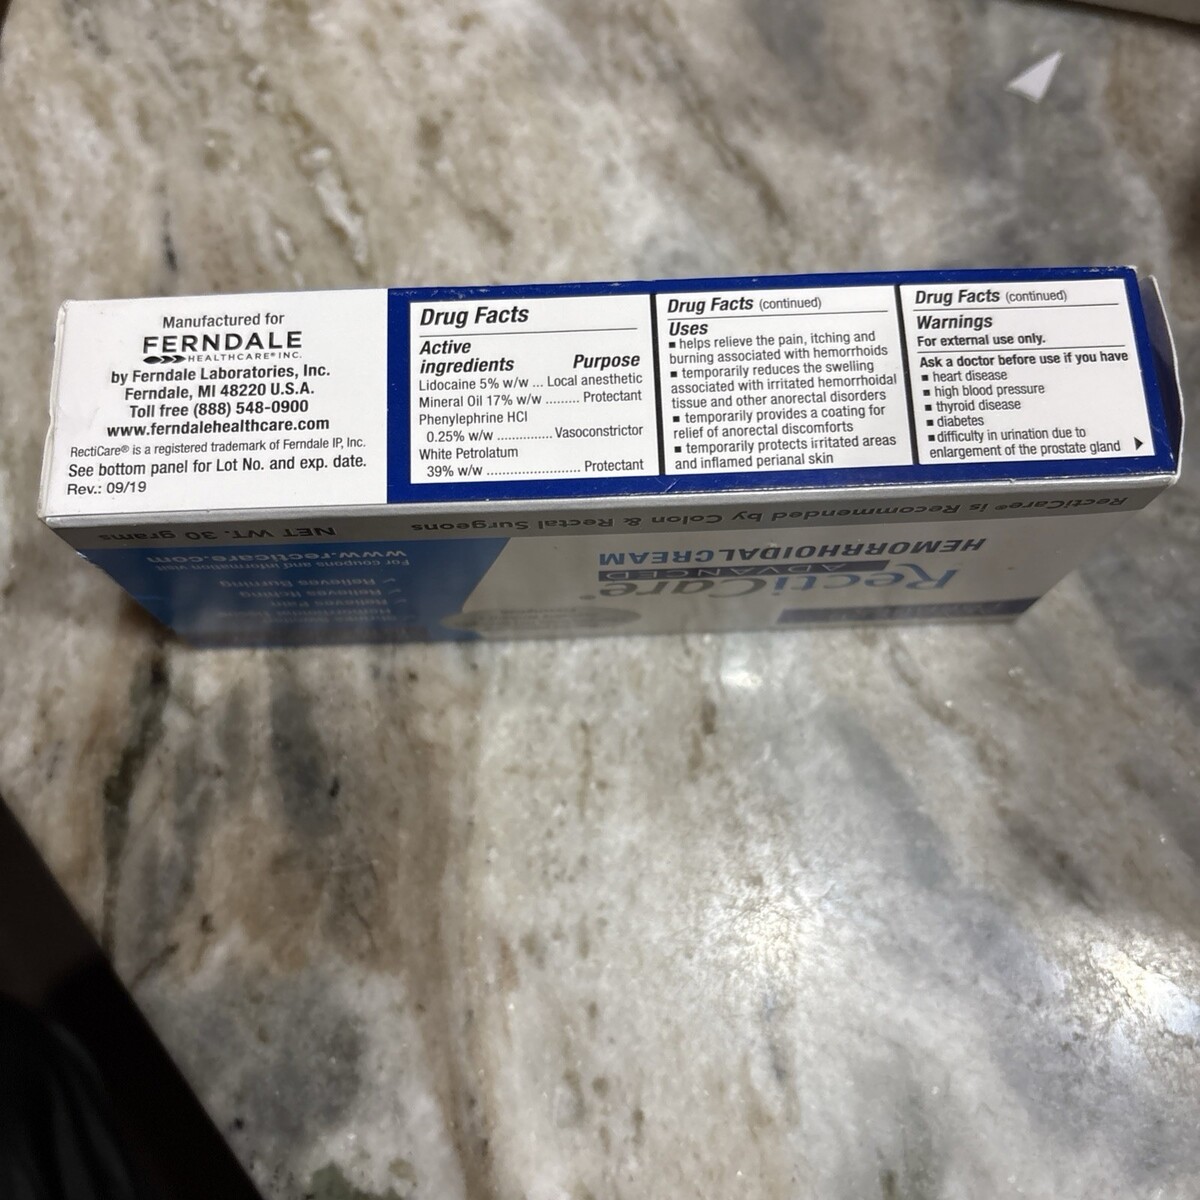 Manufactured for
FERNDALE
HEALTHCARE® INC.
by Ferndale Laboratories, Inc.
Ferndale, MI 48220 U.S.A.
Toll free (888) 548-0900
www.ferndalehealthcare.com
RectiCare® is a registered trademark of Ferndale IP, Inc.
See bottom panel for Lot No. and exp. date.
Rev.: 09/19
Drug Facts
Active
ingredients Purpose
Lidocaine 5% w/w ... Local anesthetic
Mineral Oil 17% w/w ......... Protectant
Phenylephrine HCl
0.25% w/w ............... Vasoconstrictor
White Petrolatum
39% w/w .......................... Protectant
Drug Facts (continued)
Uses
■ helps relieve the pain, itching and
burning associated with hemorrhoids
■ temporarily reduces the swelling
associated with irritated hemorrhoidal
tissue and other anorectal disorders
■ temporarily provides a coating for
relief of anorectal discomforts
■ temporarily protects irritated areas
and inflamed perianal skin
Drug Facts (continued)
Warnings
For external use only.
Ask a doctor before use if you have
■ heart disease
■ high blood pressure
■ thyroid disease
■ diabetes
■ difficulty in urination due to
enlargement of the prostate gland
RectiCare® is Recommended by Colon & Rectal Surgeons
NET WT. 30 grams
RectiCare®
ADVANCED
HEMORRHOIDAL CREAM
✓ Relieves Pain
✓ Relieves Itching
✓ Relieves Burning
For coupons and information visit
www.recticare.com